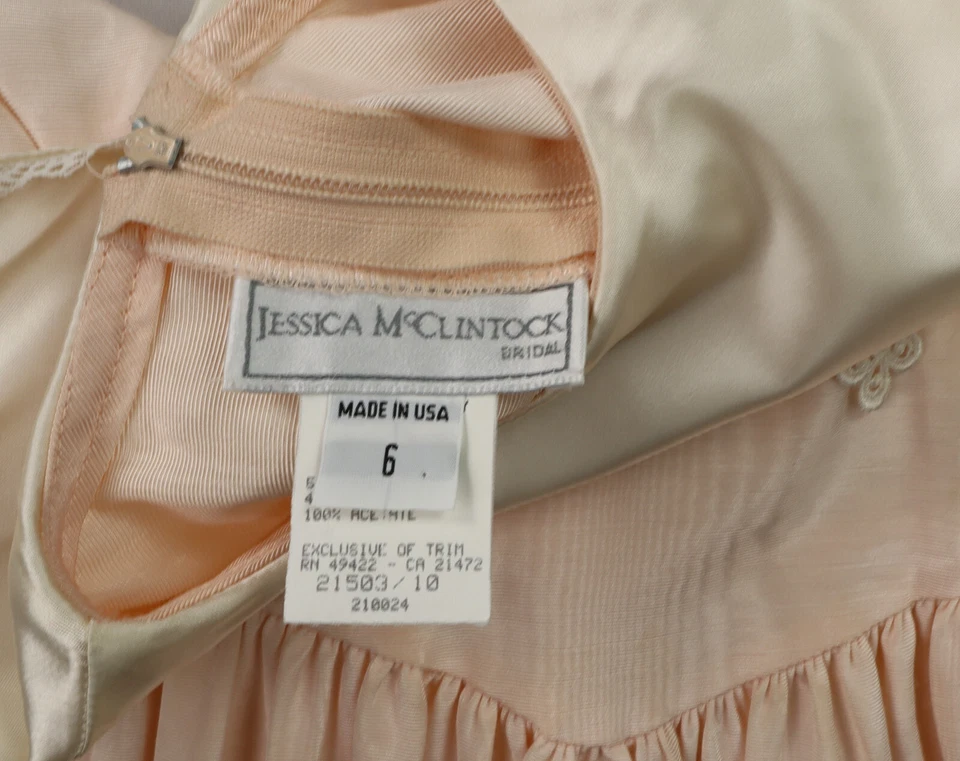 JESSICA McCLINTOCK
BRIDAL
MADE IN USA
6
100% ACETATE
EXCLUSIVE OF TRIM
RN 49422 - CA 21472
21503/10
210024